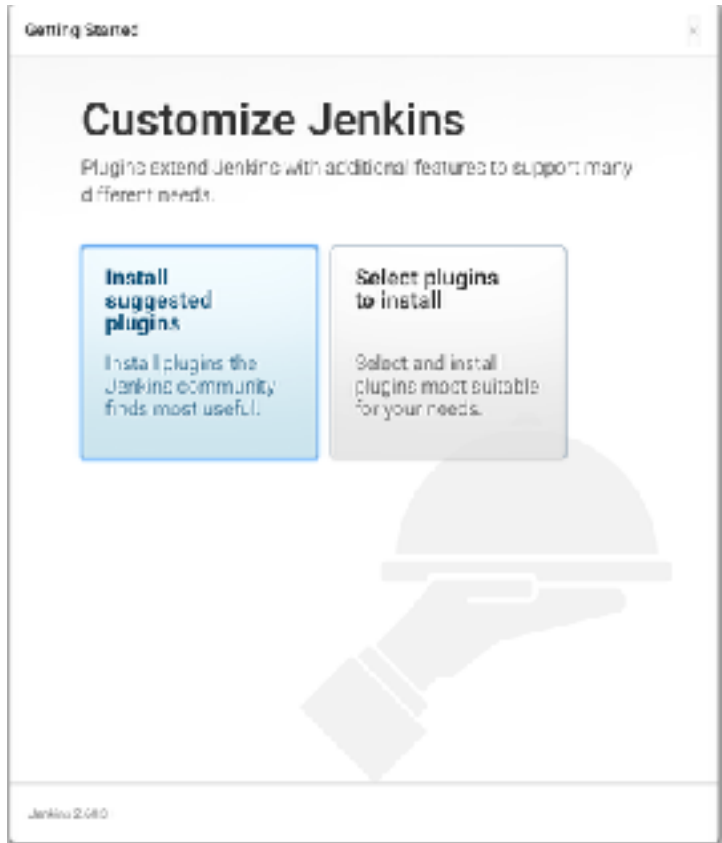 Getting Started
Customize Jenkins
Plugins extend Jenkins with additional features to support many
different needs.
Install
suggested
plugins
Install plugins the
Jenkins community
finds most useful.
Select plugins
to install
Select and install
plugins most suitable
for your needs.
Jenkins